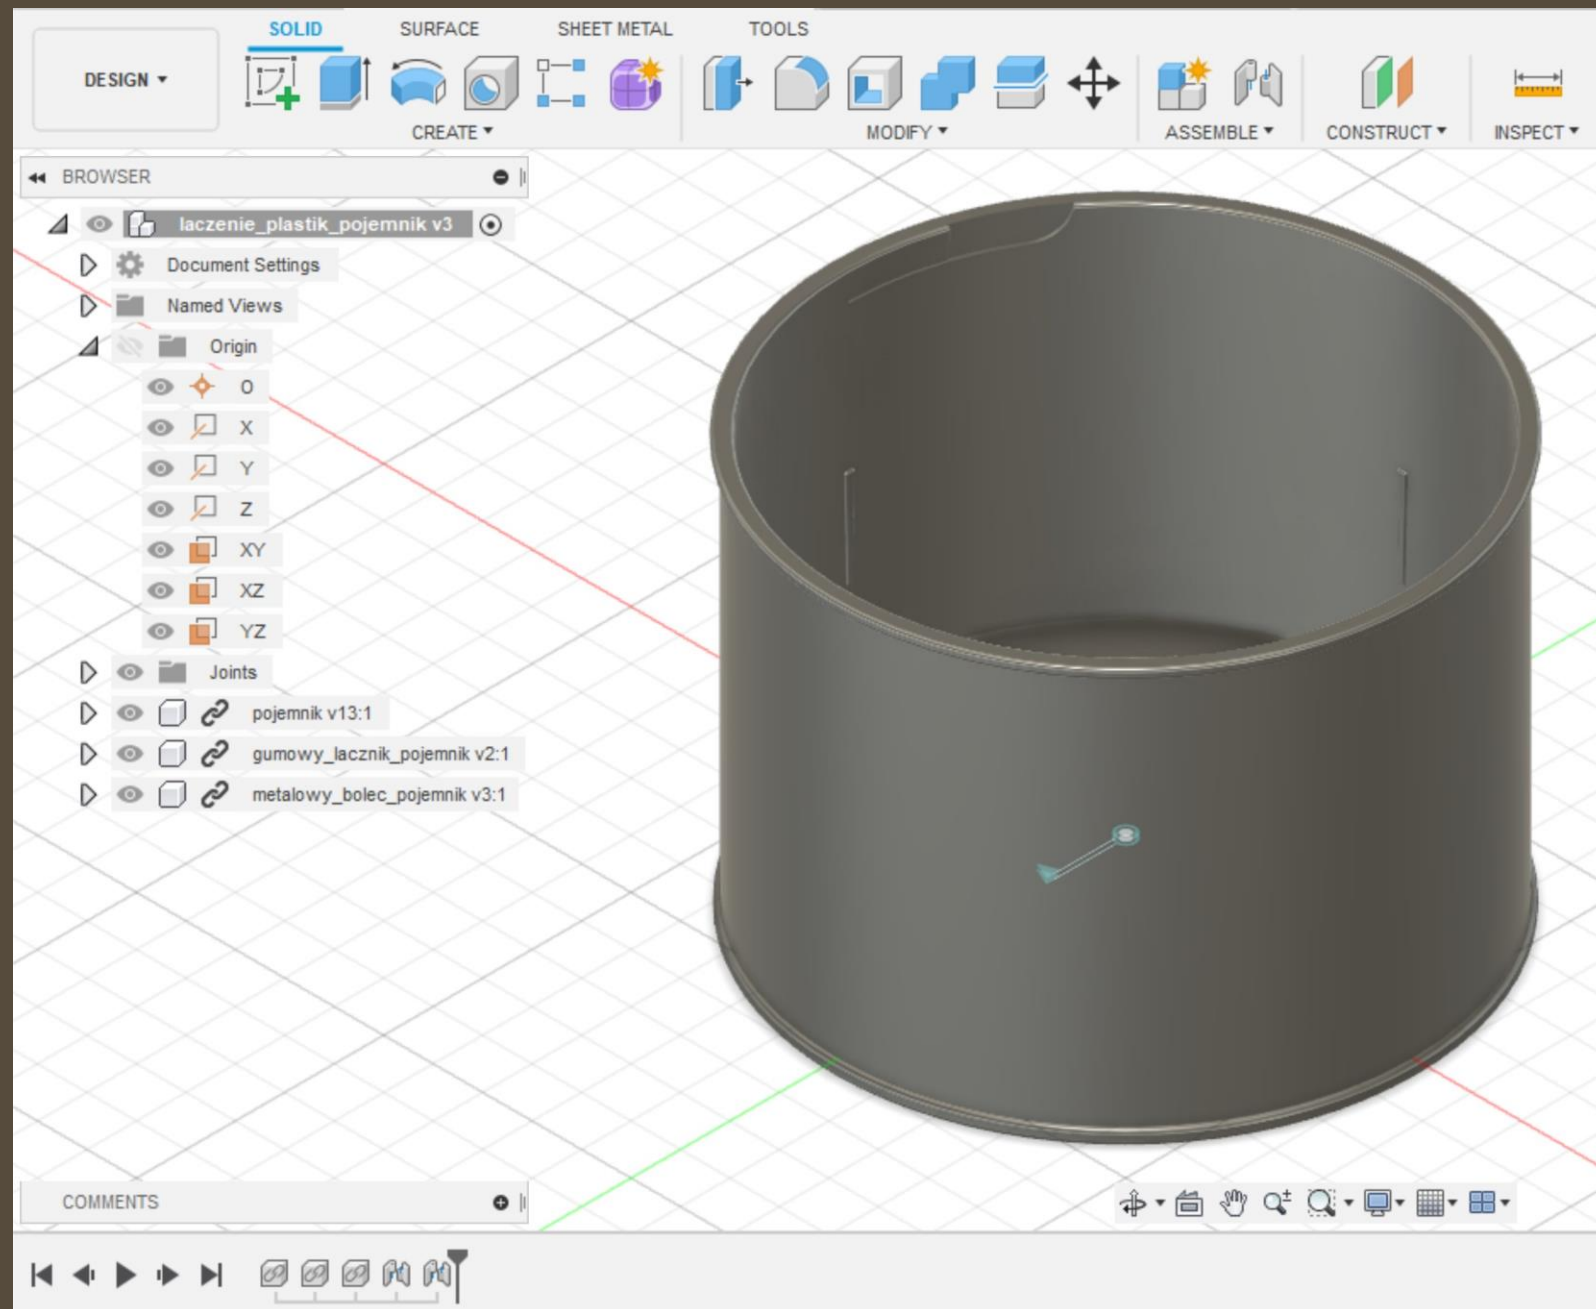 SOLID SURFACE SHEET METAL TOOLS
DESIGN
CREATE MODIFY ASSEMBLE CONSTRUCT INSPECT
BROWSER
laczenie_plastik_pojemnik v3
Document Settings
Named Views
Origin
O
X
Y
Z
XY
XZ
YZ
Joints
pojemnik v13:1
gumowy_lacznik_pojemnik v2:1
metalowy_bolec_pojemnik v3:1
COMMENTS